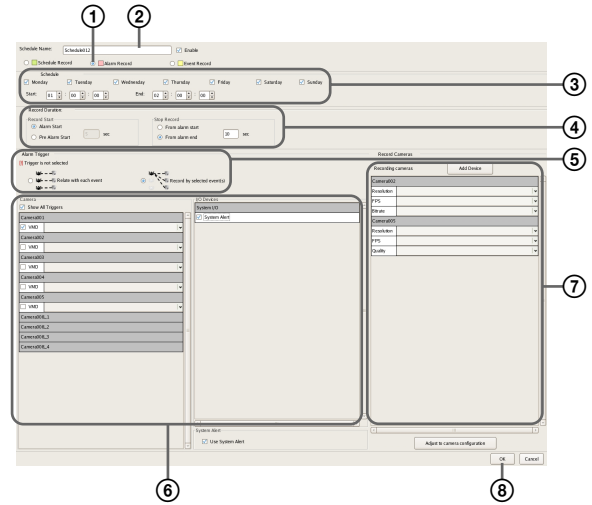 1 2
Schedule Name: Schedule012 Enable
Schedule Record Alarm Record Event Record
Schedule
Monday Tuesday Wednesday Thursday Friday Saturday Sunday
3
Start: 01 : 00 : 00 End: 02 : 00 : 00
Record Duration
Record Start Stop Record
Alarm Start From alarm start
4
Pre Alarm Start sec From alarm end 10 sec
Alarm Trigger Record Cameras
5
Trigger is not selected
Recording cameras Add Device
Relate with each event Record by selected event(s)
Camera002
Resolution
FPS
Bitrate
Camera005
Resolution
FPS
Quality
7
Camera I/O Devices
Show All Triggers System I/O
Camera001 System Alert
VMD
Camera002
VMD
Camera003
VMD
Camera004
VMD
Camera005
VMD
Camera006_1
Camera006_2
Camera006_3
Camera006_4
System Alert
Use System Alert
Adjust to camera configuration
OK Cancel
6 8